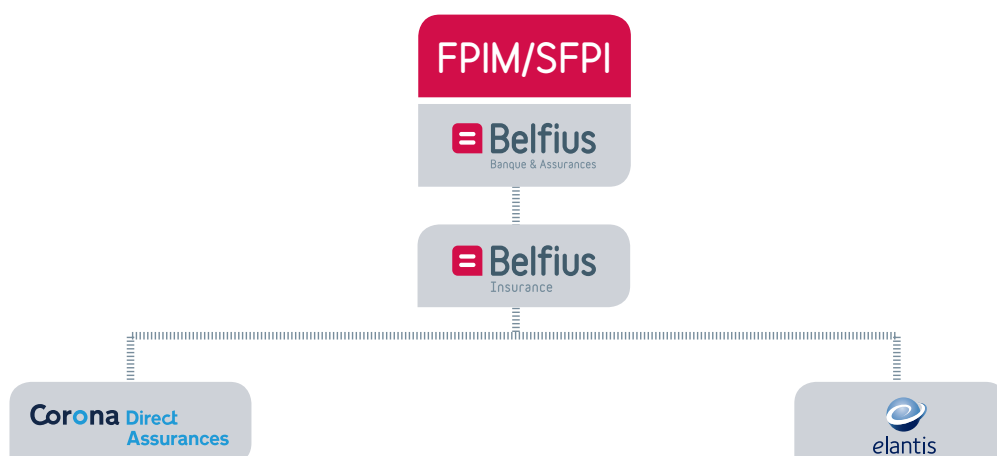 FPIM/SFPI
Belfius
Banque & Assurances
Belfius
Insurance
Corona Direct
Assurances
elantis